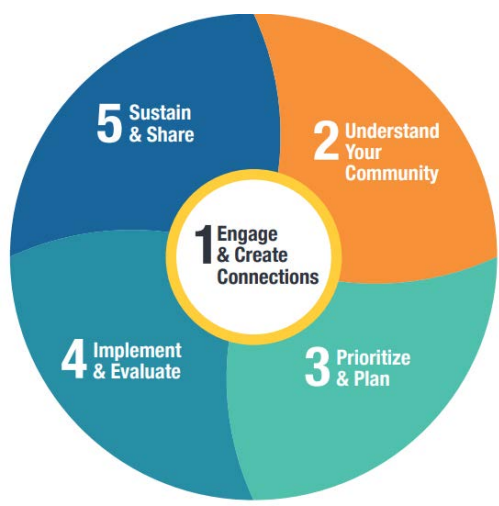 1 Engage
& Create
Connections
2 Understand
Your
Community
3 Prioritize
& Plan
4 Implement
& Evaluate
5 Sustain
& Share